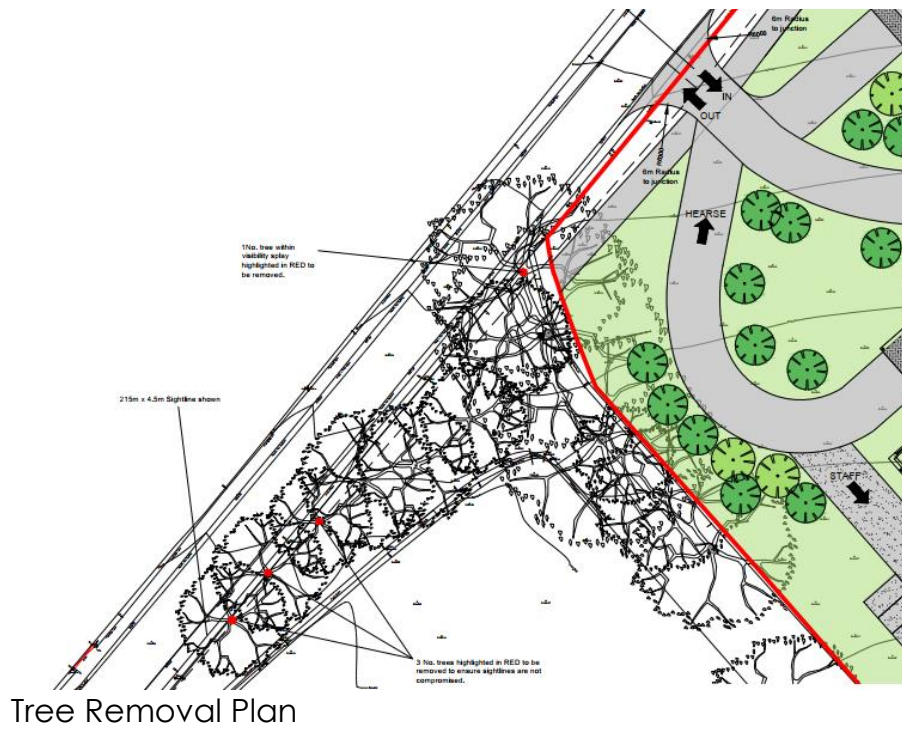 6m Radius
to junction
R6000
IN
OUT
R6000
6m Radius
to junction
HEARSE
1No. tree within
visibility splay
highlighted in RED to
be removed.
215m x 4.5m Sightline shown
STAFF
3 No. trees highlighted in RED to be
removed to ensure sightlines are not
compromised.
Tree Removal Plan